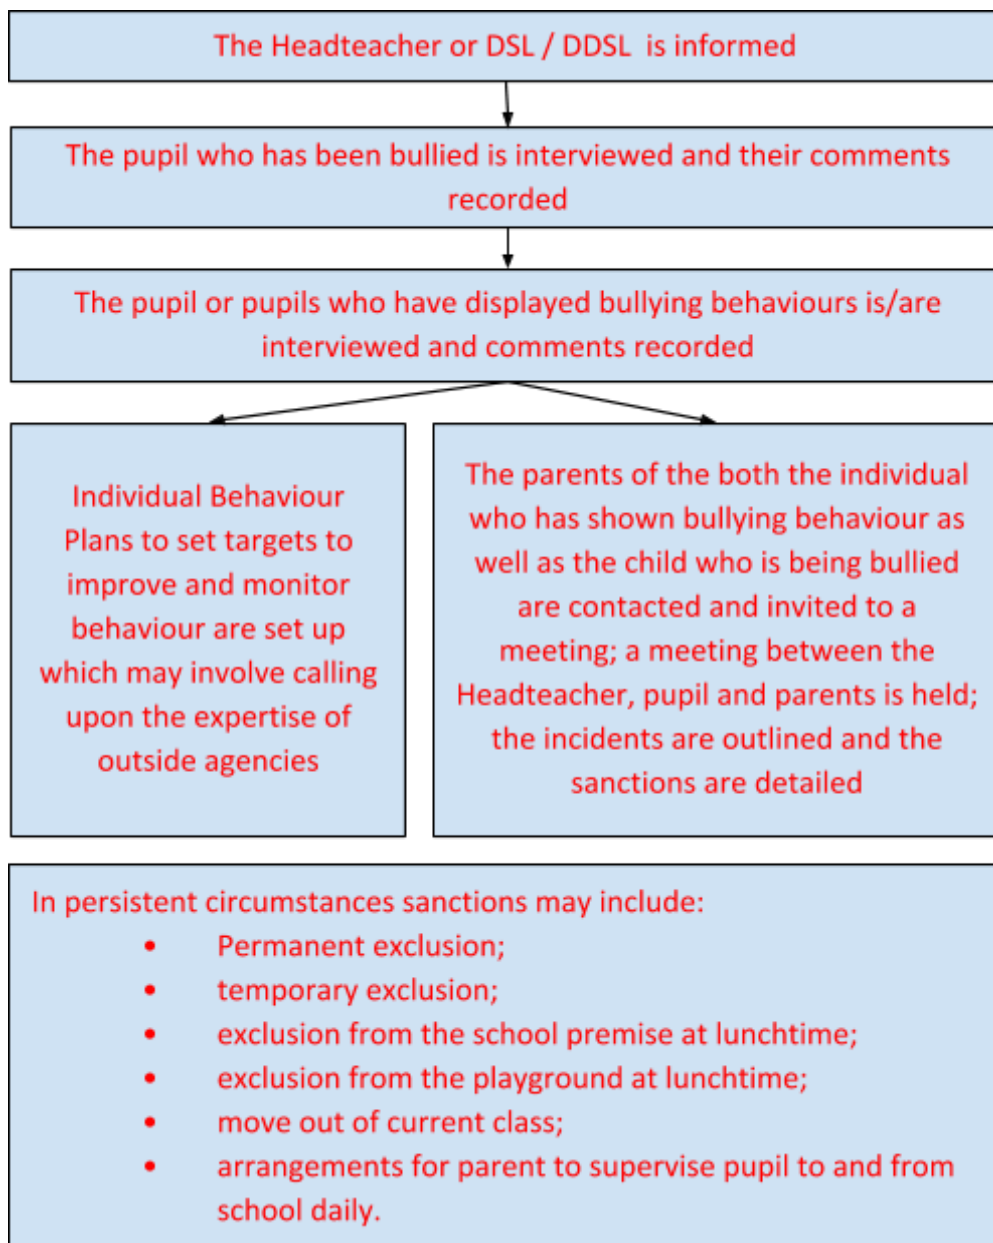 The Headteacher or DSL / DDSL  is informed
The pupil who has been bullied is interviewed and their comments
recorded
The pupil or pupils who have displayed bullying behaviours is/are
interviewed and comments recorded
Individual Behaviour
Plans to set targets to
improve and monitor
behaviour are set up
which may involve calling
upon the expertise of
outside agencies
The parents of the both the individual
who has shown bullying behaviour as
well as the child who is being bullied
are contacted and invited to a
meeting; a meeting between the
Headteacher, pupil and parents is held;
the incidents are outlined and the
sanctions are detailed
In persistent circumstances sanctions may include:
• Permanent exclusion;
• temporary exclusion;
• exclusion from the school premise at lunchtime;
• exclusion from the playground at lunchtime;
• move out of current class;
• arrangements for parent to supervise pupil to and from
school daily.